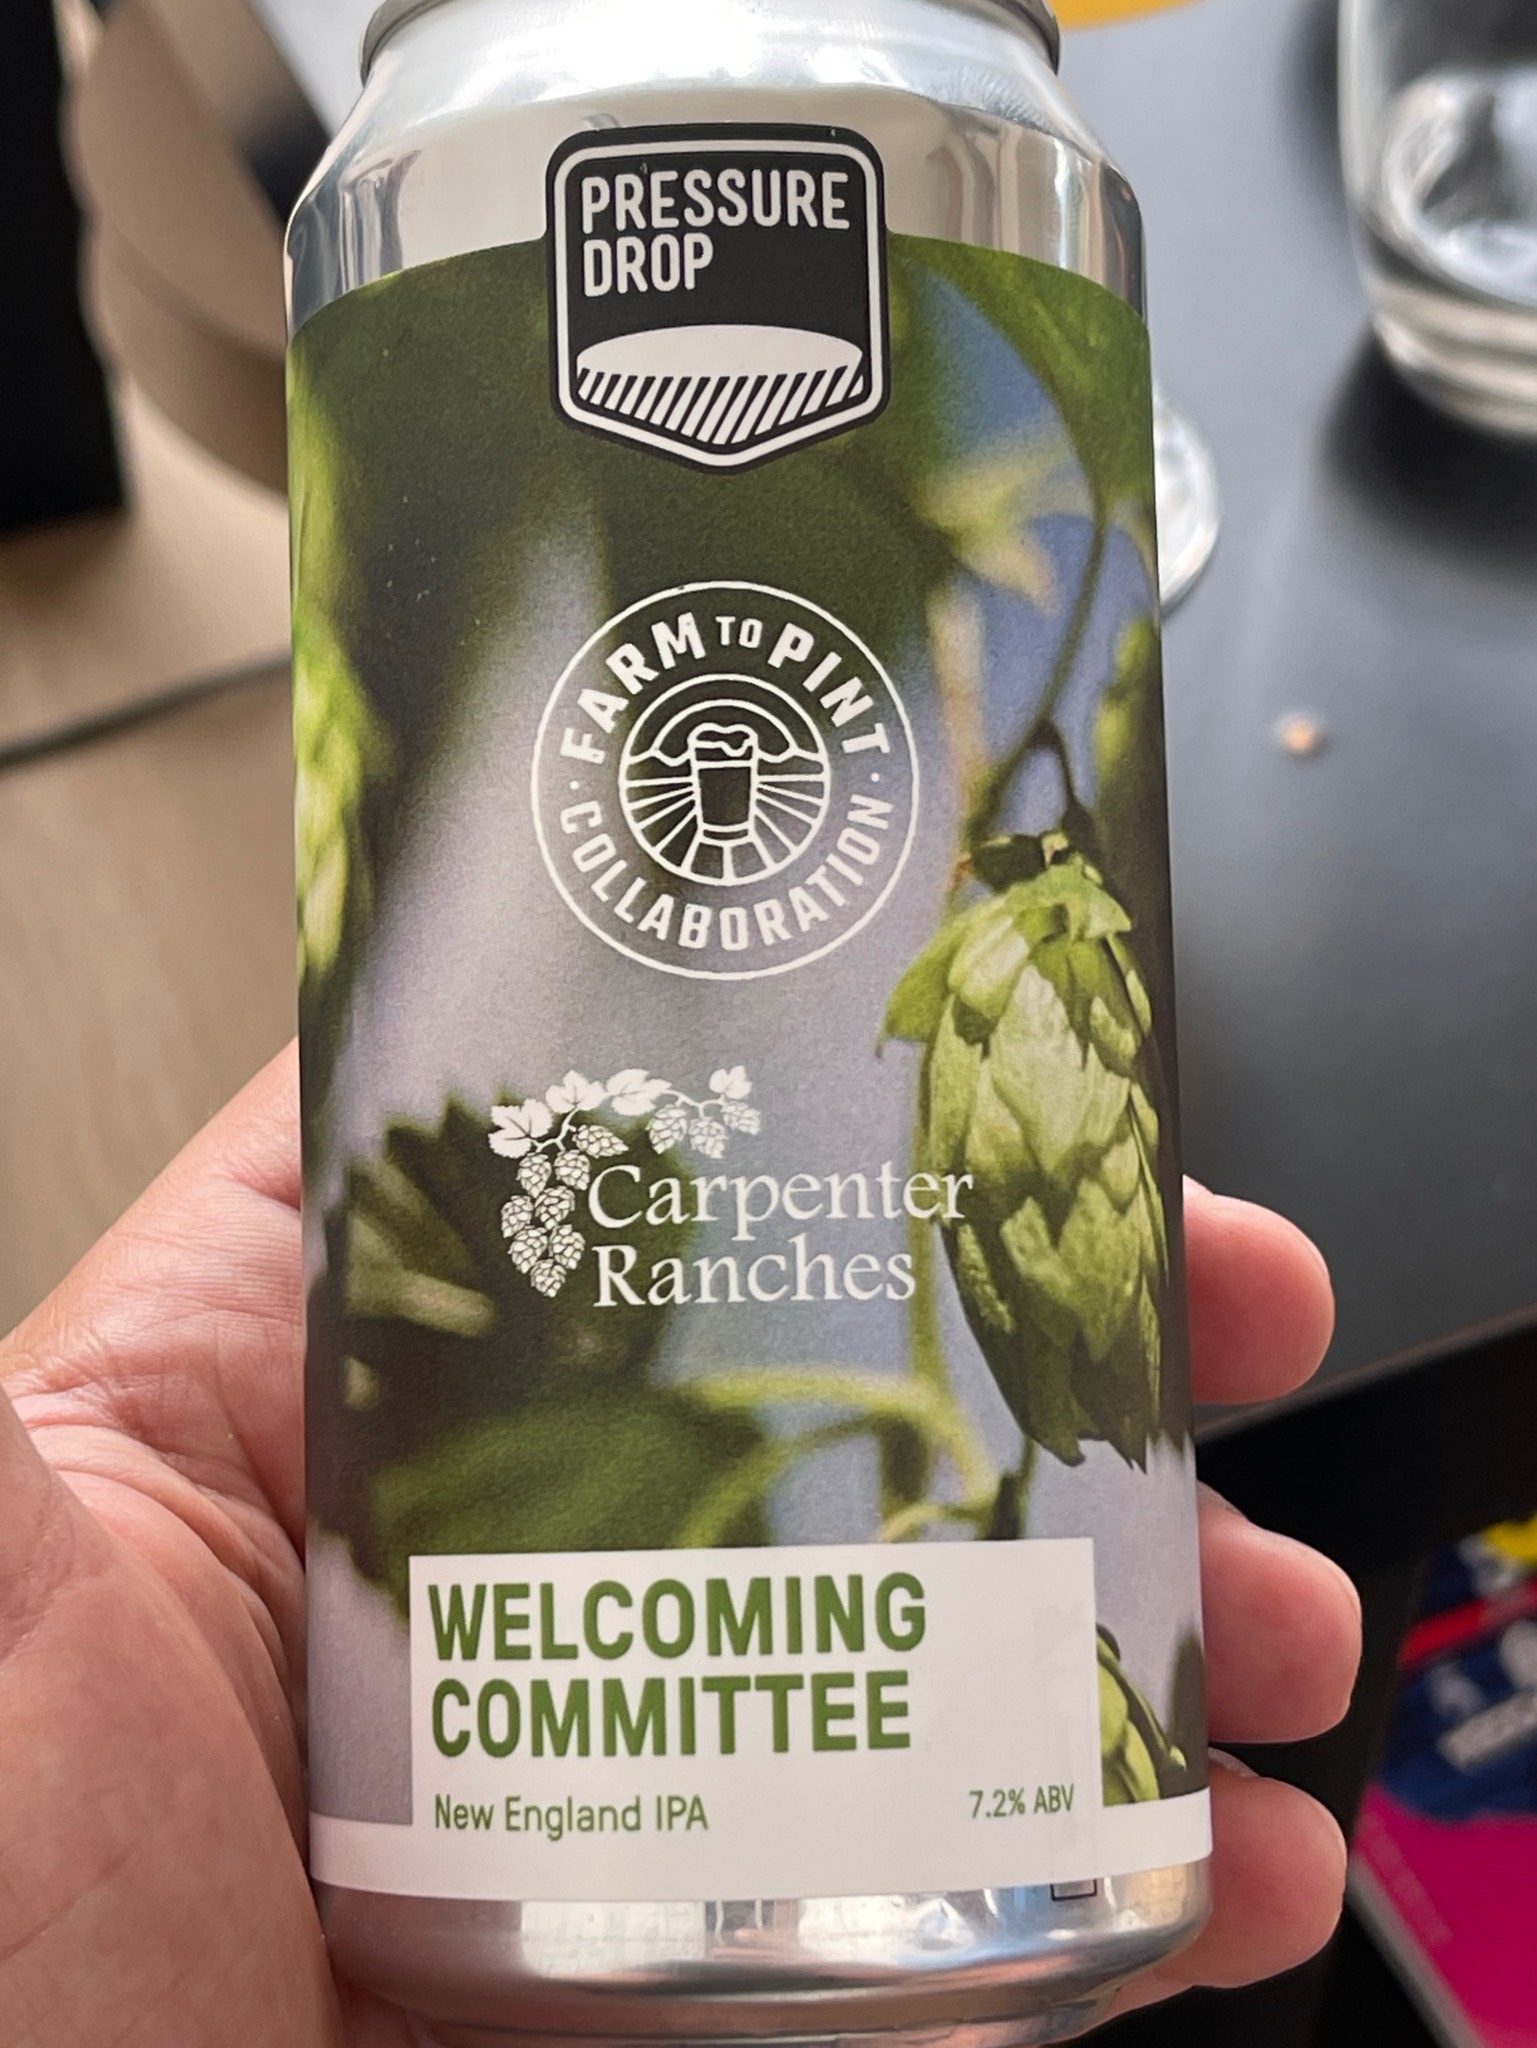 PRESSURE
DROP
FARM TO PINT
COLLABORATION
Carpenter
Ranches
WELCOMING
COMMITTEE
New England IPA
7.2% ABV